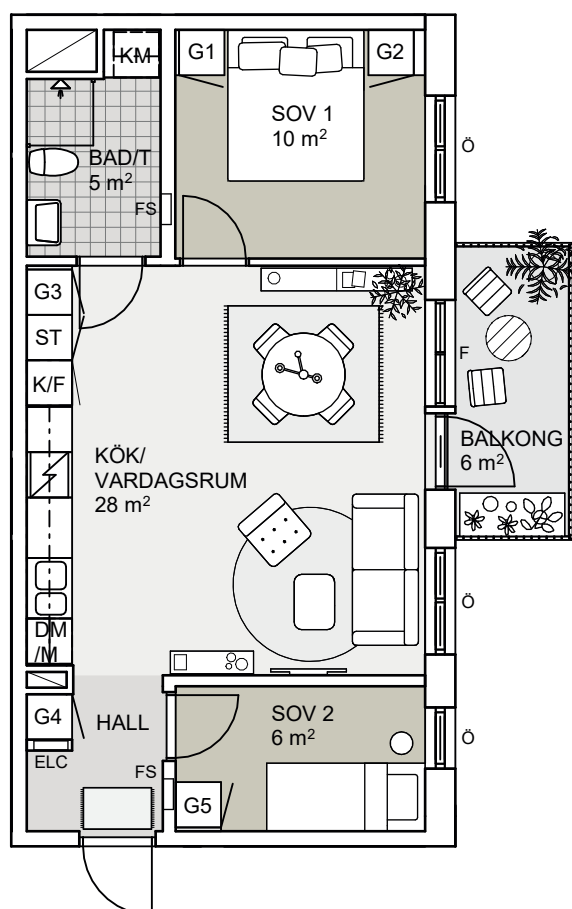 KM
G1
G2
SOV 1
10 m²
Ö
BAD/T
5 m²
FS
G3
ST
K/F
F
BALKONG
6 m²
KÖK/
VARDAGSRUM
28 m²
Ö
DM
/M
G4
HALL
SOV 2
6 m²
Ö
ELC
FS
G5